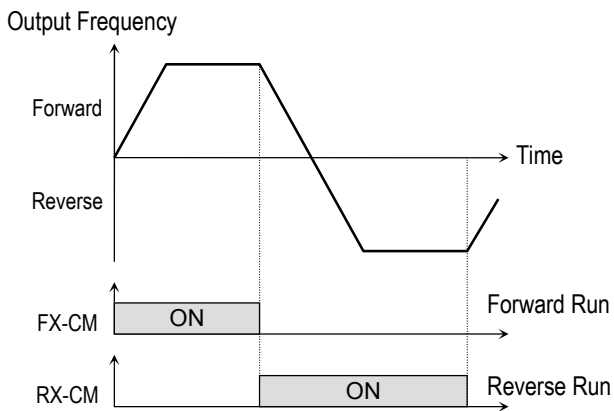 Output Frequency
Forward
Time
Reverse
Forward Run
FX-CM
ON
Reverse Run
RX-CM
ON